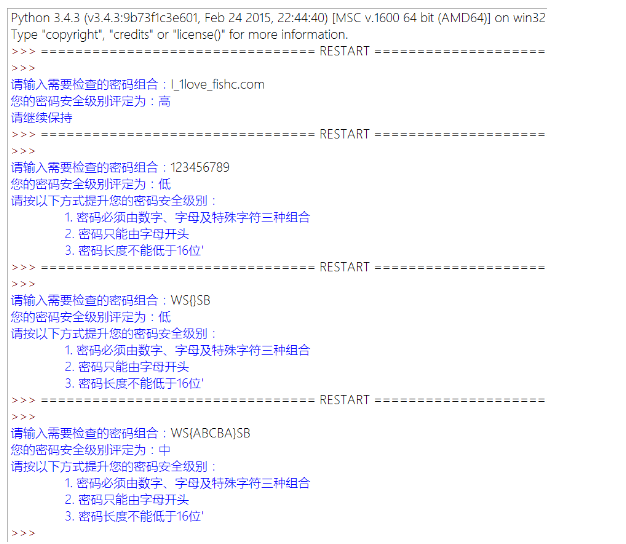 Python 3.4.3 (v3.4.3:9b73f1c3e601, Feb 24 2015, 22:44:40) [MSC v.1600 64 bit (AMD64)] on win32
Type "copyright", "credits" or "license()" for more information.
>>> ================================ RESTART ====================
>>>
请输入需要检查的密码组合：I_1love_fishc.com
您的密码安全级别评定为：高
请继续保持
>>> ================================ RESTART ====================
>>>
请输入需要检查的密码组合：123456789
您的密码安全级别评定为：低
请按以下方式提升您的密码安全级别：
1. 密码必须由数字、字母及特殊字符三种组合
2. 密码只能由字母开头
3. 密码长度不能低于16位'
>>> ================================ RESTART ====================
>>>
请输入需要检查的密码组合：WS{}SB
您的密码安全级别评定为：低
请按以下方式提升您的密码安全级别：
1. 密码必须由数字、字母及特殊字符三种组合
2. 密码只能由字母开头
3. 密码长度不能低于16位'
>>> ================================ RESTART ====================
>>>
请输入需要检查的密码组合：WS{ABCBA}SB
您的密码安全级别评定为：中
请按以下方式提升您的密码安全级别：
1. 密码必须由数字、字母及特殊字符三种组合
2. 密码只能由字母开头
3. 密码长度不能低于16位'
>>>